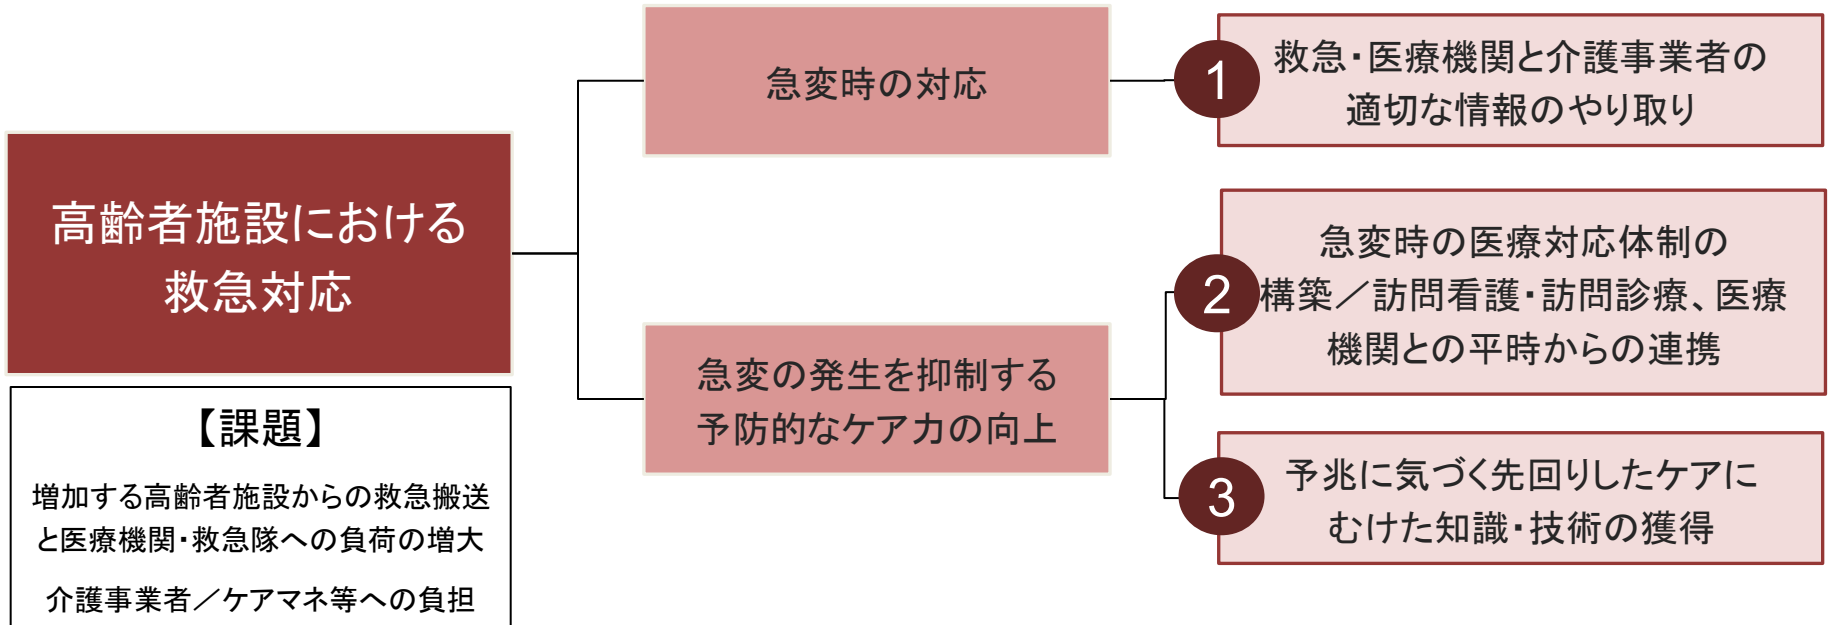 高齢者施設における
救急対応
【課題】
増加する高齢者施設からの救急搬送
と医療機関・救急隊への負荷の増大
介護事業者／ケアマネ等への負担
急変時の対応
急変の発生を抑制する
予防的なケア力の向上
1
救急・医療機関と介護事業者の
適切な情報のやり取り
2
急変時の医療対応体制の
構築／訪問看護・訪問診療、医療
機関との平時からの連携
3
予兆に気づく先回りしたケアに
むけた知識・技術の獲得